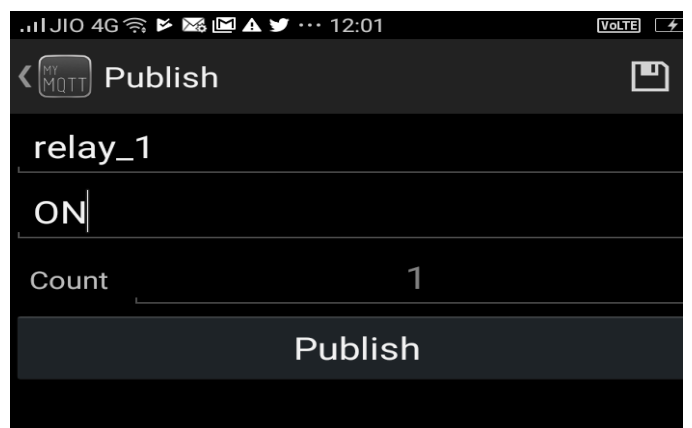 JIO 4G ··· 12:01 VoLTE
MY MQTT Publish
relay_1
ON
Count 1
Publish